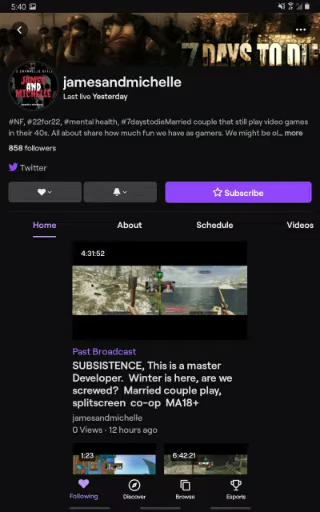 5:40
7 DAYS TO DIE
JAMES AND
MICHELLE
jamesandmichelle
Last live Yesterday
#NF, #22for22, #mental health, #7daystodieMarried couple that still play video games
in their 40s. All about share how much fun we have as gamers. We might be ol... more
858 followers
Twitter
Subscribe
Home About Schedule Videos
4:31:52
Past Broadcast
SUBSISTENCE, This is a master
Developer. Winter is here, are we
screwed? Married couple play,
splitscreen co-op MA18+
jamesandmichelle
0 Views · 12 hours ago
1:23 6:42:21
Following Discover Browse Esports